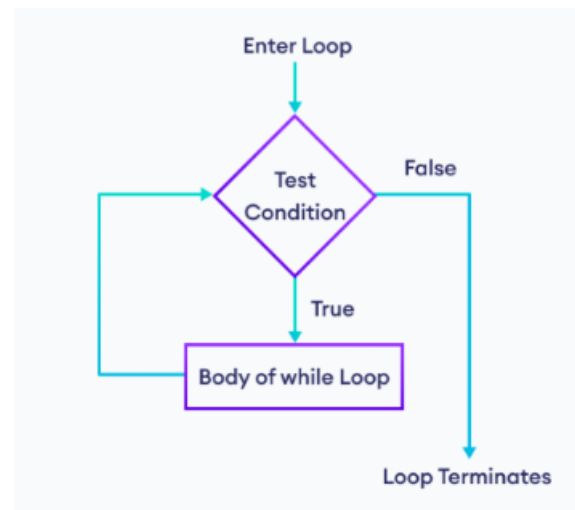 Enter Loop
Test
Condition
False
True
Body of while Loop
Loop Terminates